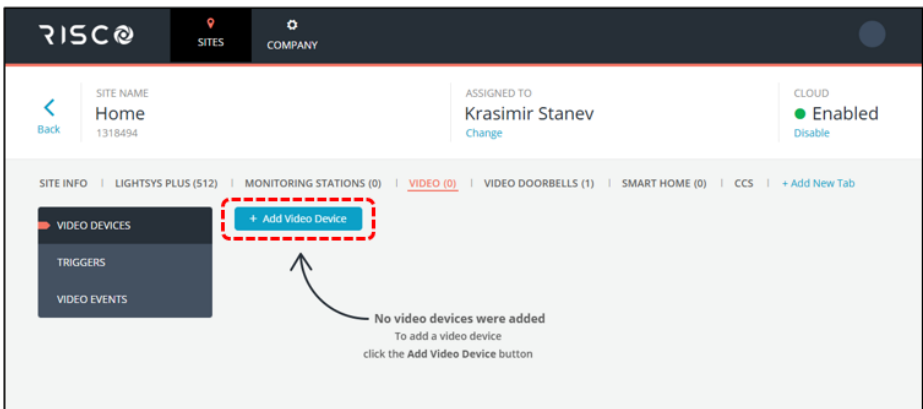 RISCO
SITES
COMPANY
Back
SITE NAME
Home
1318494
ASSIGNED TO
Krasimir Stanev
Change
CLOUD
Enabled
Disable
SITE INFO | LIGHTSYS PLUS (512) | MONITORING STATIONS (0) | VIDEO (0) | VIDEO DOORBELLS (1) | SMART HOME (0) | CCS | + Add New Tab
VIDEO DEVICES
TRIGGERS
VIDEO EVENTS
+ Add Video Device
No video devices were added
To add a video device
click the Add Video Device button